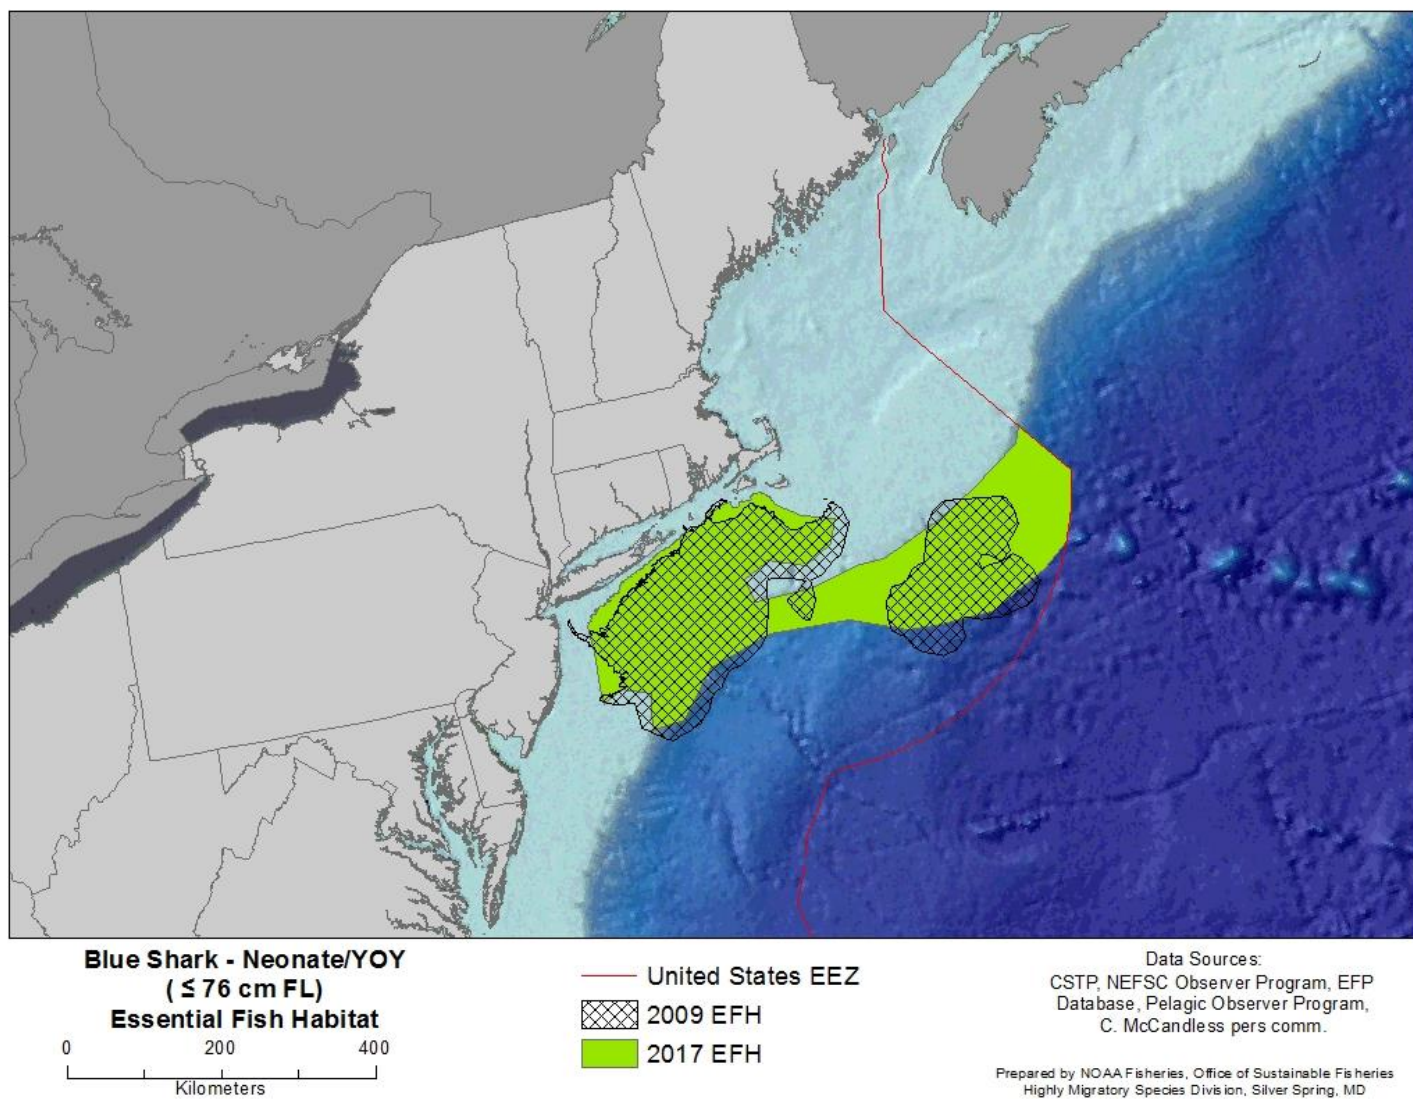 Blue Shark - Neonate/YOY
( ≤ 76 cm FL)
Essential Fish Habitat
0 200 400
Kilometers
United States EEZ
2009 EFH
2017 EFH
Data Sources:
CSTP, NEFSC Observer Program, EFP
Database, Pelagic Observer Program,
C. McCandless pers comm.
Prepared by NOAA Fisheries, Office of Sustainable Fisheries
Highly Migratory Species Division, Silver Spring, MD